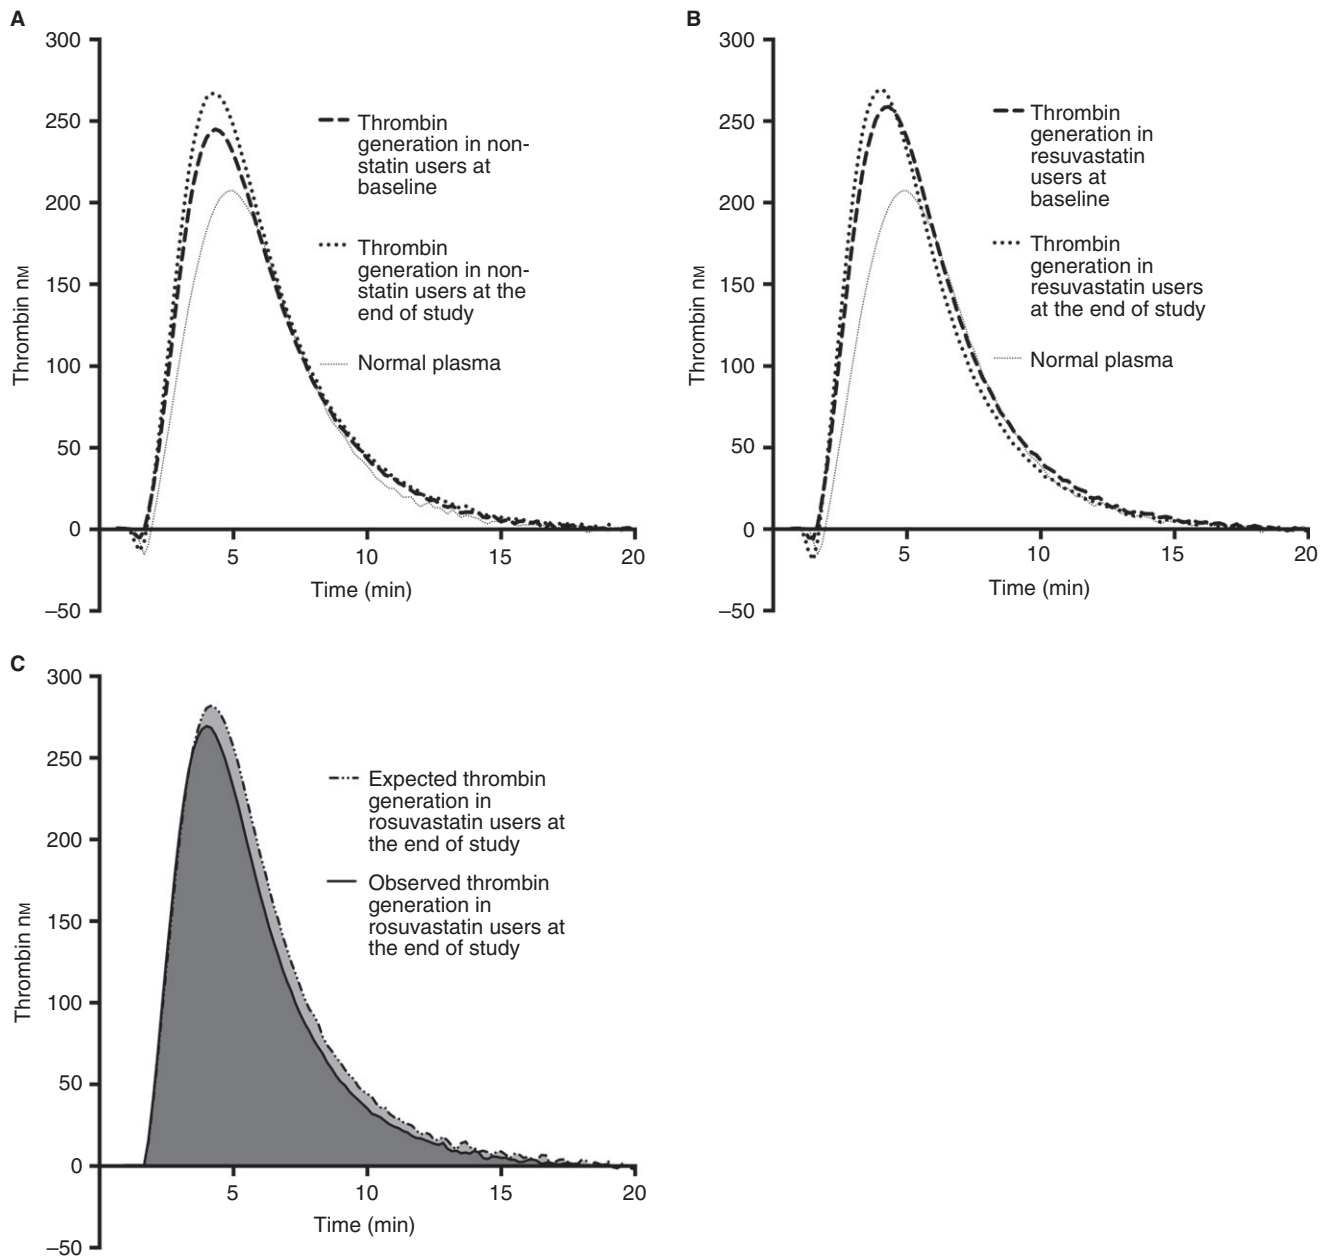 A
300
250
200
150
100
50
0
–50
Thrombin nM
5
10
15
20
Time (min)
Thrombin
generation in non-
statin users at
baseline
Thrombin
generation in non-
statin users at the
end of study
Normal plasma
B
300
250
200
150
100
50
0
–50
Thrombin nM
5
10
15
20
Time (min)
Thrombin
generation in
resuvastatin
users at
baseline
Thrombin
generation in
resuvastatin users
at the end of study
Normal plasma
C
300
250
200
150
100
50
0
–50
Thrombin nM
5
10
15
20
Time (min)
Expected thrombin
generation in
rosuvastatin users at
the end of study
Observed thrombin
generation in
rosuvastatin users at
the end of study